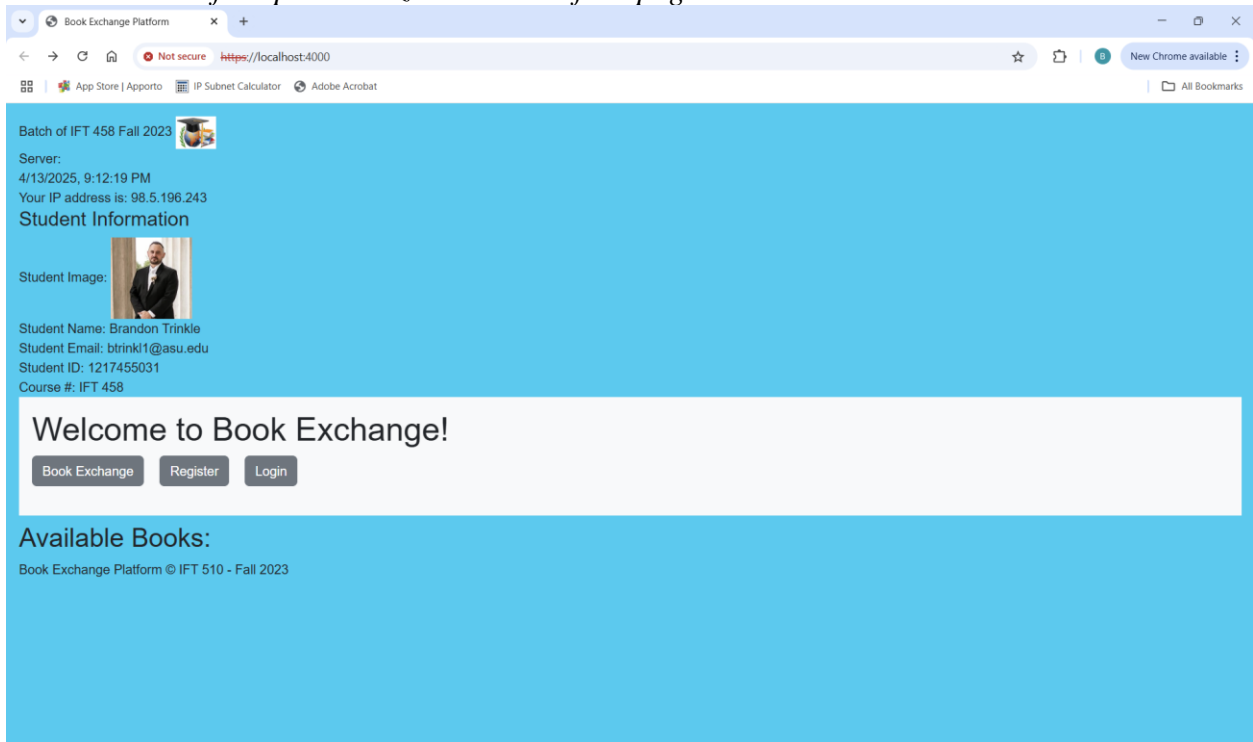 Book Exchange Platform
Not secure https://localhost:4000
B
New Chrome available
App Store | Apporto IP Subnet Calculator Adobe Acrobat All Bookmarks
Batch of IFT 458 Fall 2023
Server:
4/13/2025, 9:12:19 PM
Your IP address is: 98.5.196.243
Student Information
Student Image:
Student Name: Brandon Trinkle
Student Email: btrinkl1@asu.edu
Student ID: 1217455031
Course #: IFT 458
Welcome to Book Exchange!
Book Exchange Register Login
Available Books:
Book Exchange Platform © IFT 510 - Fall 2023